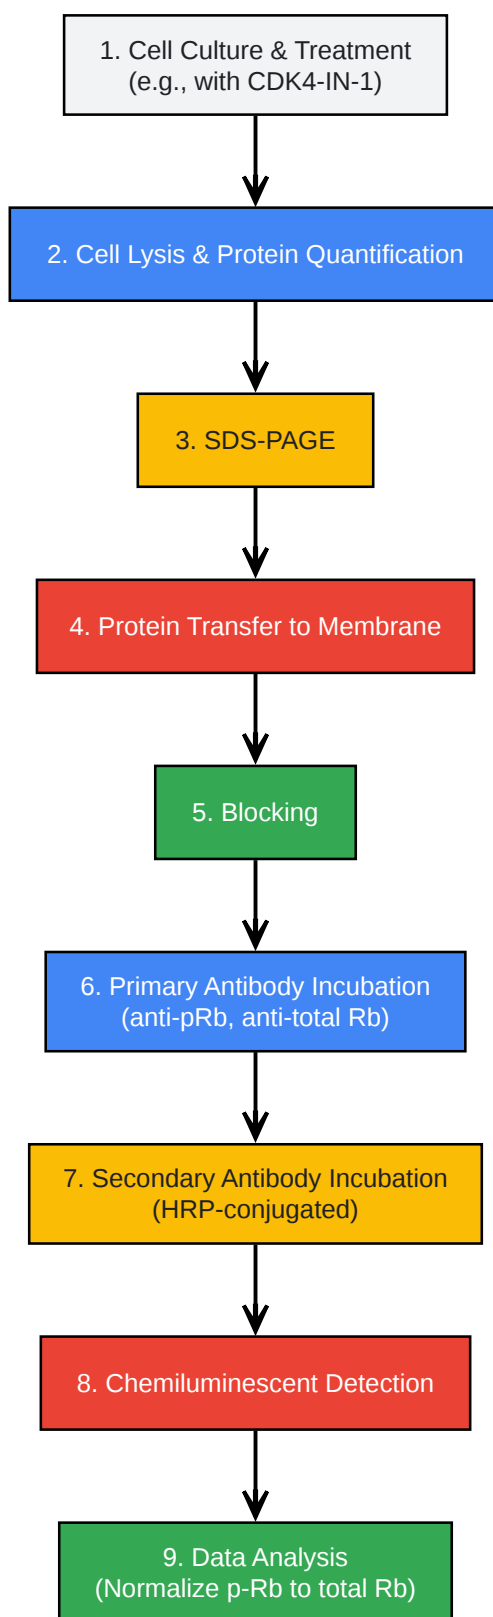 1. Cell Culture & Treatment
(e.g., with CDK4-IN-1)
2. Cell Lysis & Protein Quantification
3. SDS-PAGE
4. Protein Transfer to Membrane
5. Blocking
6. Primary Antibody Incubation
(anti-pRb, anti-total Rb)
7. Secondary Antibody Incubation
(HRP-conjugated)
8. Chemiluminescent Detection
9. Data Analysis
(Normalize p-Rb to total Rb)